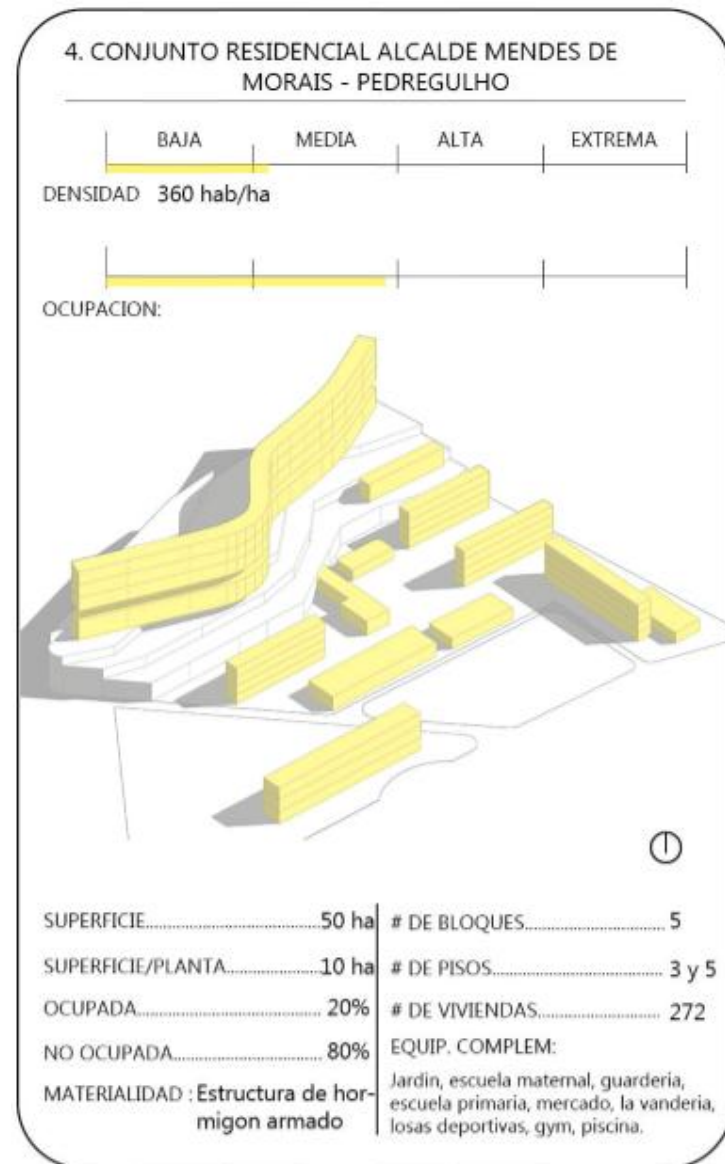 4. CONJUNTO RESIDENCIAL ALCALDE MENDES DE
MORAIS - PEDREGULHO
BAJA MEDIA ALTA EXTREMA
DENSIDAD 360 hab/ha
OCUPACION:
SUPERFICIE 50 ha
SUPERFICIE/PLANTA 10 ha
OCUPADA 20%
NO OCUPADA 80%
MATERIALIDAD : Estructura de hor-
migon armado
# DE BLOQUES 5
# DE PISOS 3 y 5
# DE VIVIENDAS 272
EQUIP. COMPLEM:
Jardin, escuela maternal, guarderia,
escuela primaria, mercado, la vanderia,
losas deportivas, gym, piscina.